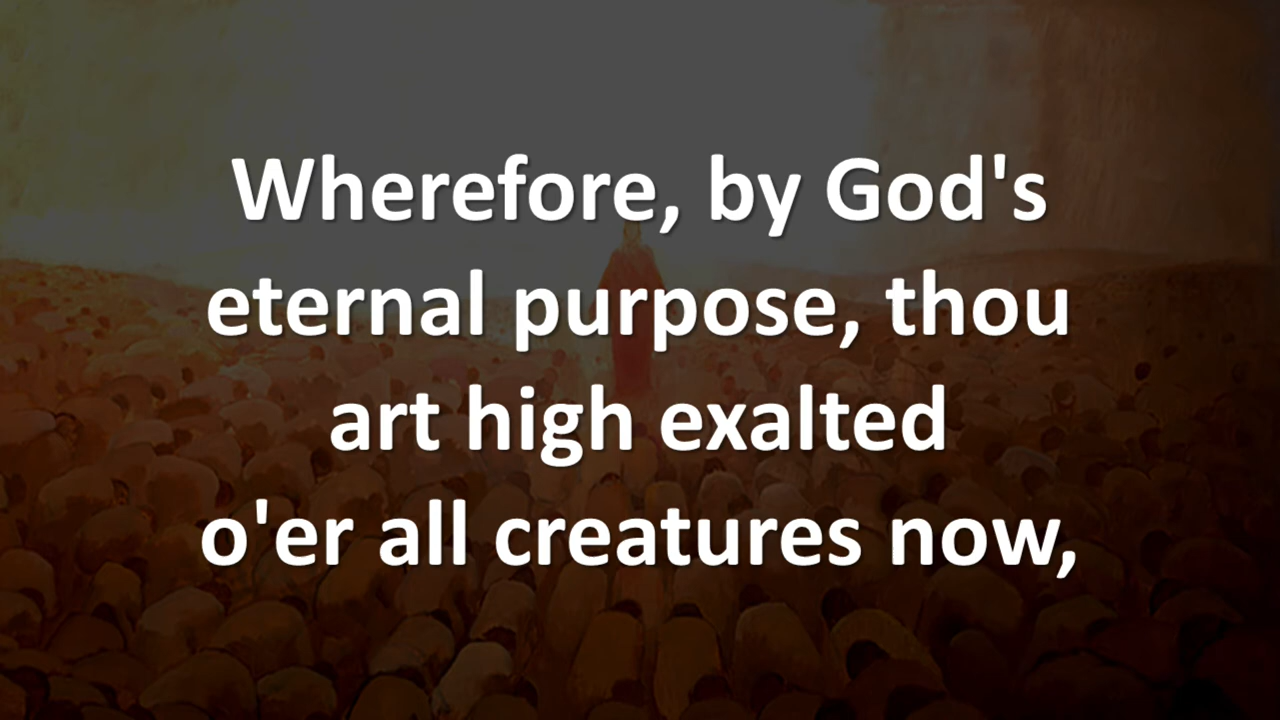 Wherefore, by God's
eternal purpose, thou
art high exalted
o'er all creatures now,